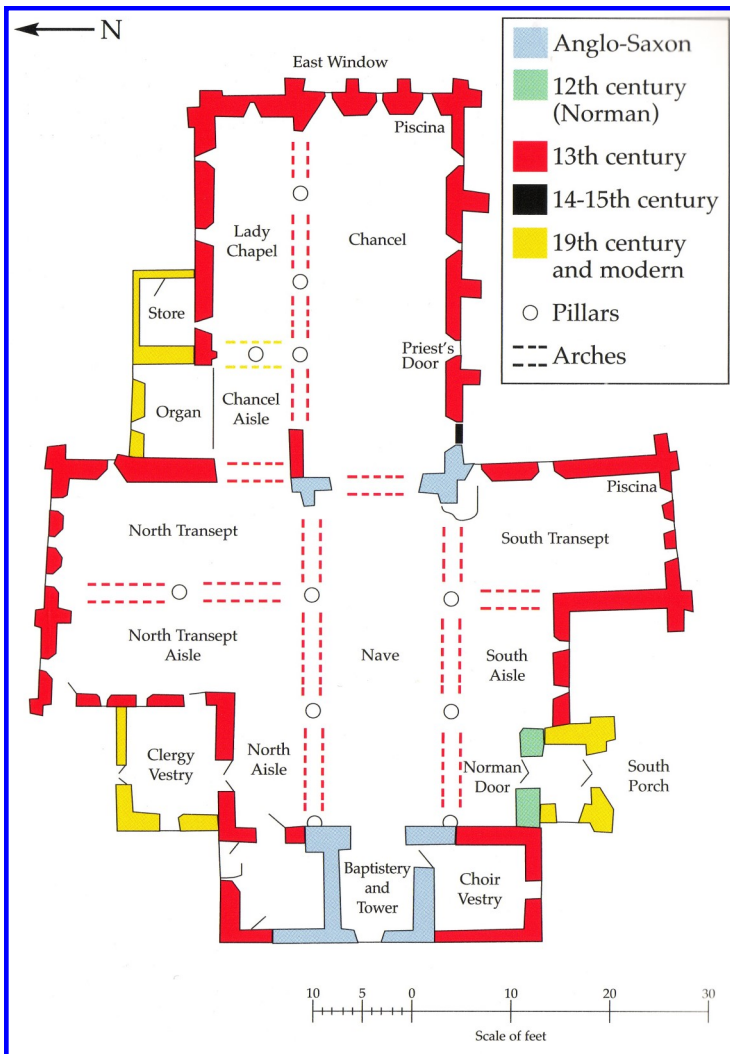 N
East Window
Piscina
Lady
Chapel
Chancel
Store
Priest's
Door
Organ
Chancel
Aisle
Piscina
North Transept
South Transept
North Transept
Aisle
Nave
South
Aisle
Clergy
Vestry
North
Aisle
Norman
Door
South
Porch
Baptistery
and
Tower
Choir
Vestry
Anglo-Saxon
12th century
(Norman)
13th century
14-15th century
19th century
and modern
Pillars
Arches
10 5 0 10 20 30
Scale of feet